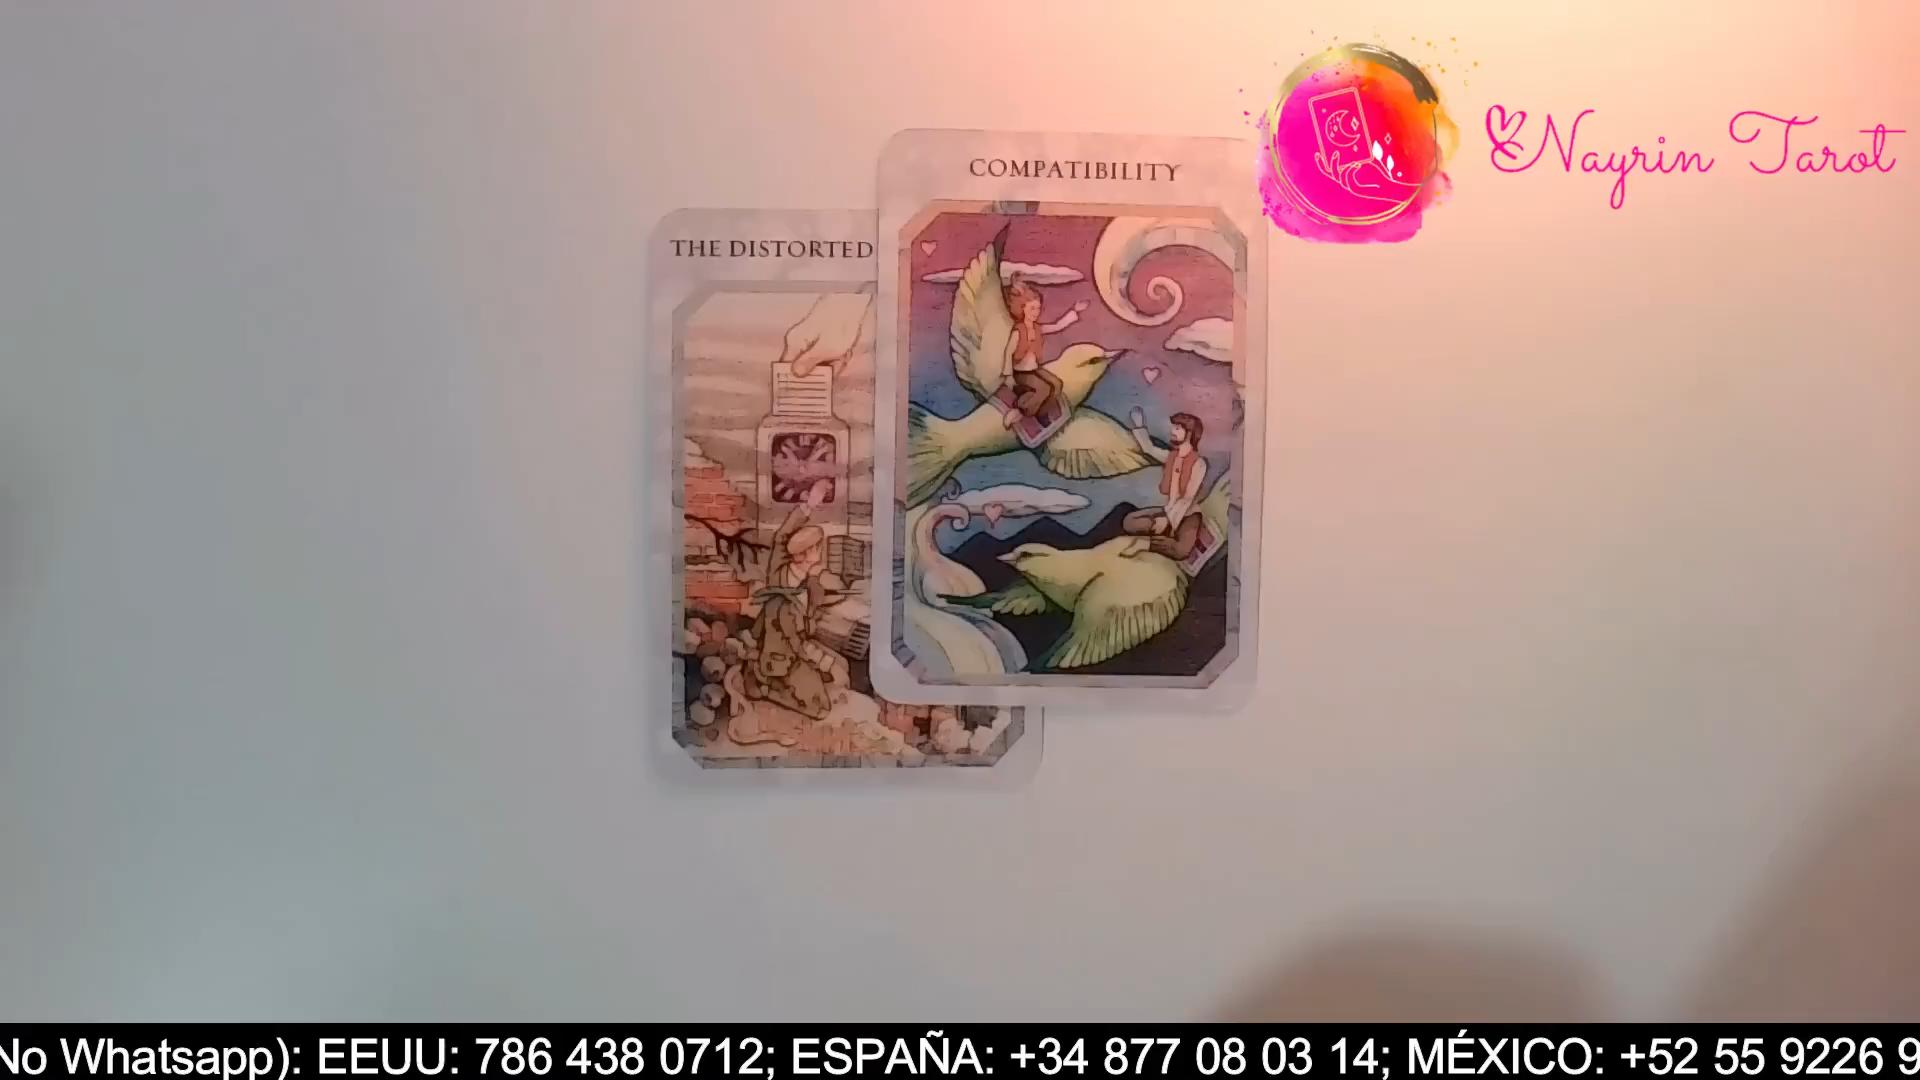 Nayrin Tarot
COMPATIBILITY
THE DISTORTED
No Whatsapp): EEUU: 786 438 0712; ESPAÑA: +34 877 08 03 14; MÉXICO: +52 55 9226 9